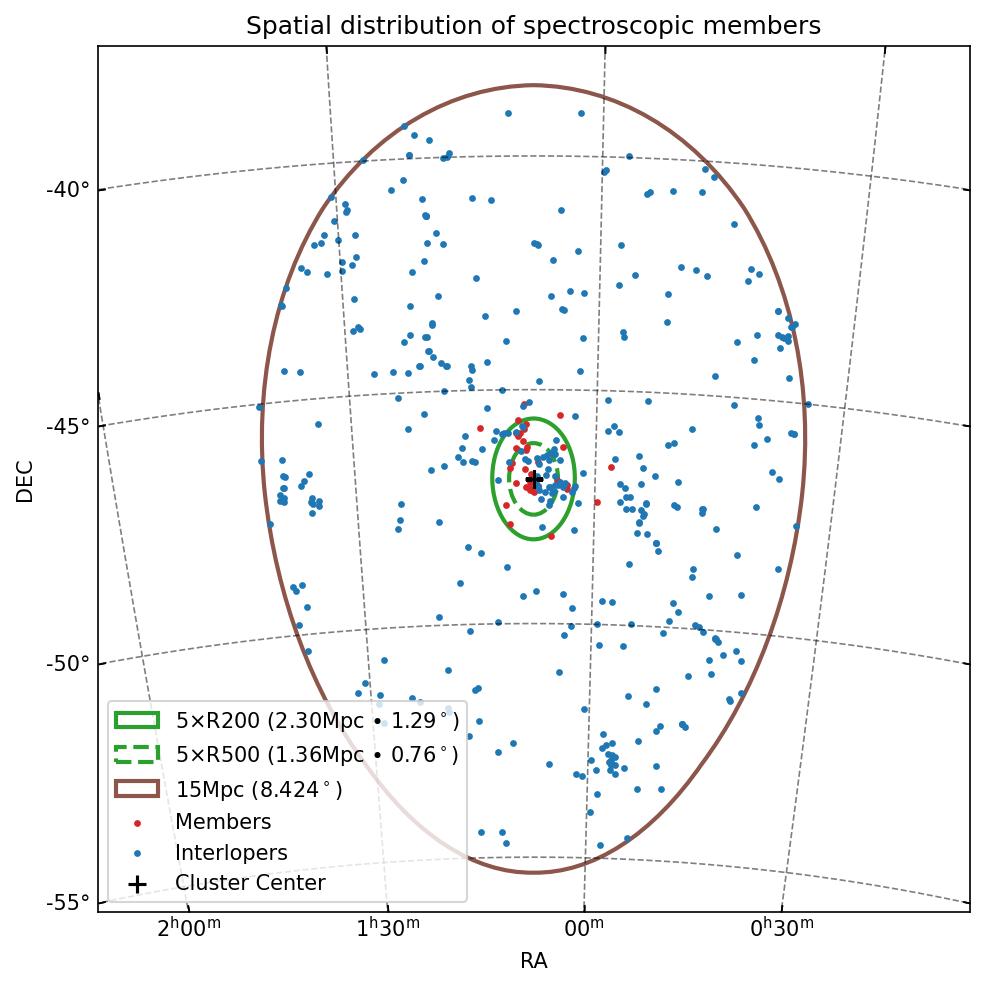 Spatial distribution of spectroscopic members
DEC
-40°
-45°
-50°
-55°
5×R200 (2.30Mpc • 1.29°)
5×R500 (1.36Mpc • 0.76°)
15Mpc (8.424°)
Members
Interlopers
Cluster Center
2ʰ00ᵐ 1ʰ30ᵐ 00ᵐ 0ʰ30ᵐ
RA